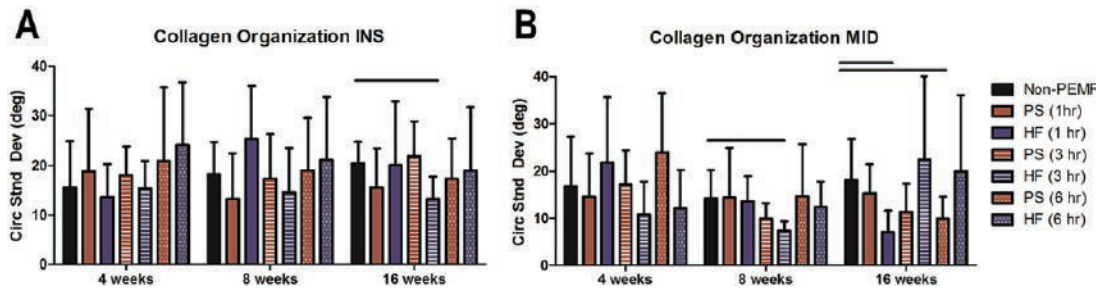 A
Collagen Organization INS
Circ Stnd Dev (deg)
40
30
20
10
0
4 weeks
8 weeks
16 weeks
B
Collagen Organization MID
Circ Stnd Dev (deg)
40
30
20
10
0
4 weeks
8 weeks
16 weeks
Non-PEMF
PS (1hr)
HF (1 hr)
PS (3 hr)
HF (3 hr)
PS (6 hr)
HF (6 hr)